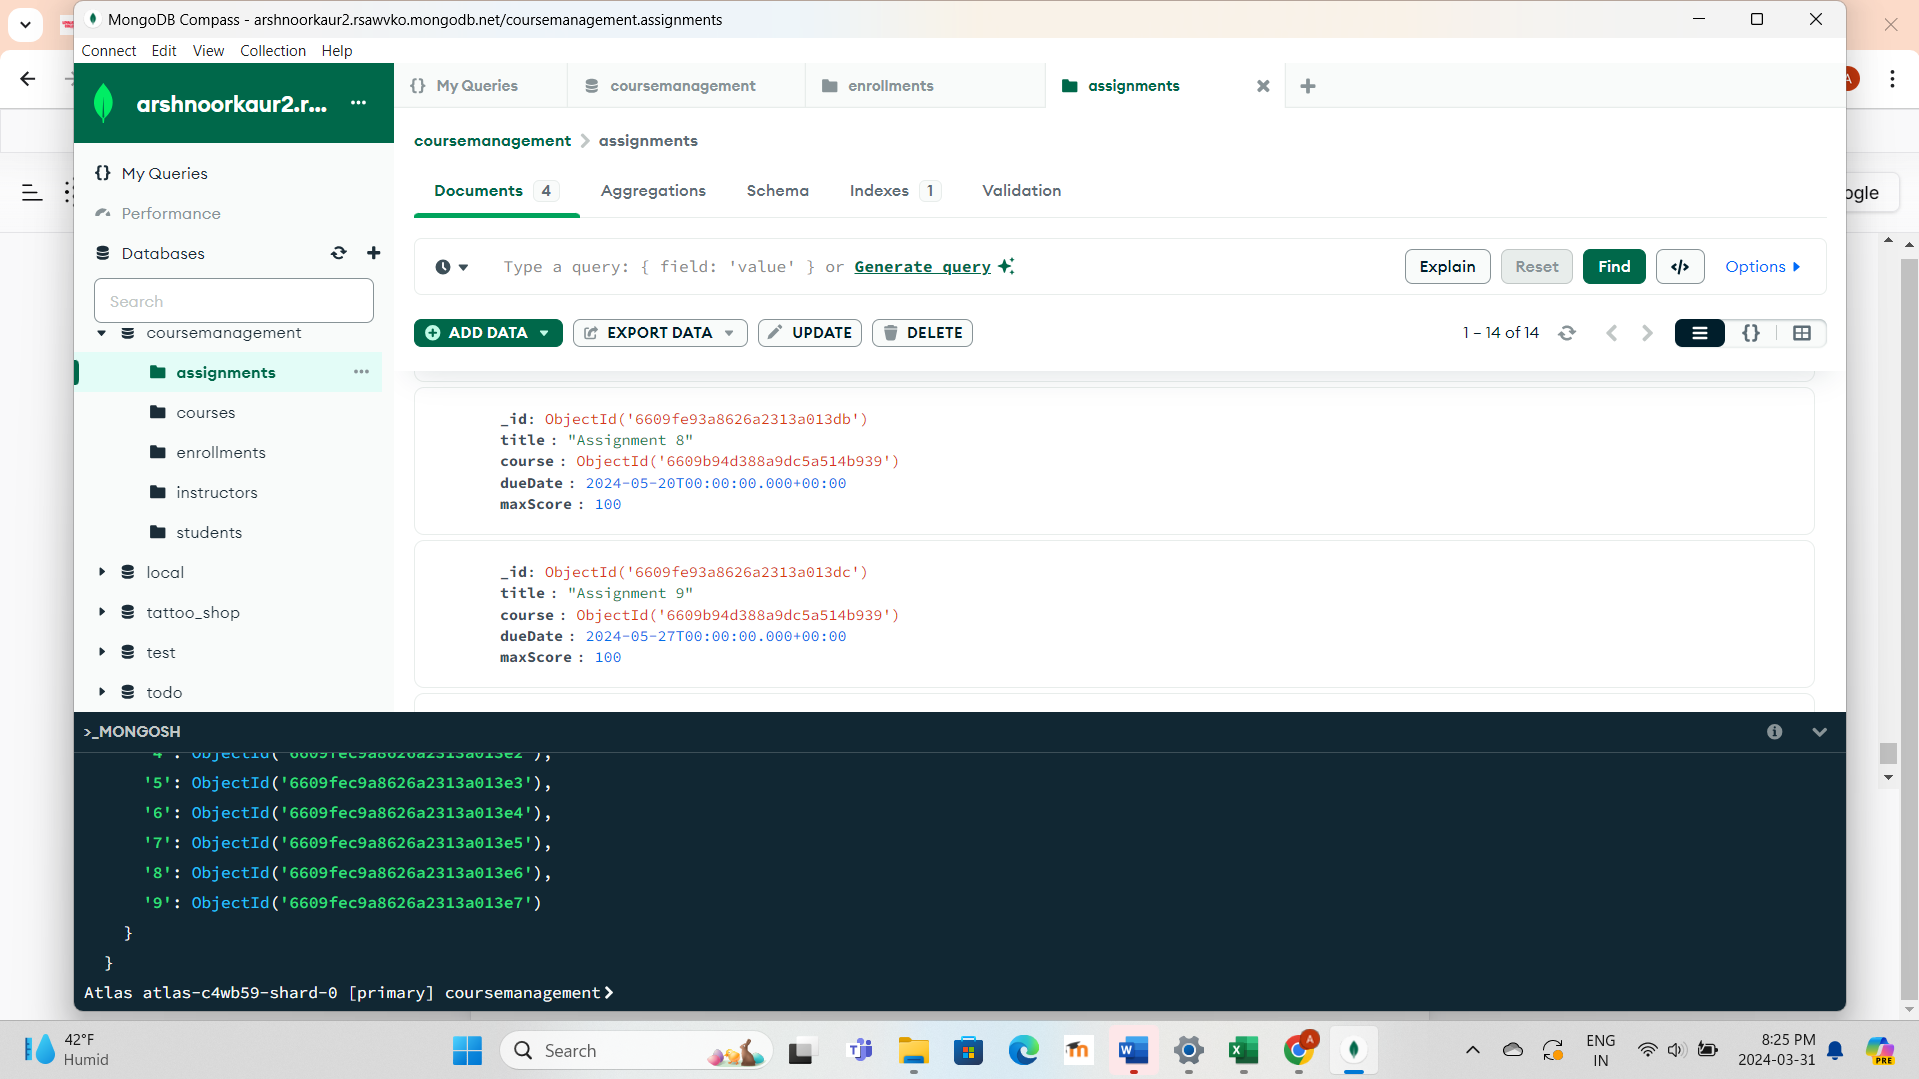 MongoDB Compass - arshnoorkaur2.rsawvko.mongodb.net/coursemanagement.assignments
Connect Edit View Collection Help
arshnoorkaur2.r... ...
{} My Queries
coursemanagement
enrollments
assignments
coursemanagement > assignments
My Queries
Performance
Databases
Search
coursemanagement
assignments
courses
enrollments
instructors
students
local
tattoo_shop
test
todo
Documents 4 Aggregations Schema Indexes 1 Validation
Type a query: { field: 'value' } or Generate query
Explain Reset Find </> Options
ADD DATA EXPORT DATA UPDATE DELETE
1 – 14 of 14
{}
_id: ObjectId('6609fe93a8626a2313a013db')
title : "Assignment 8"
course : ObjectId('6609b94d388a9dc5a514b939')
dueDate : 2024-05-20T00:00:00.000+00:00
maxScore : 100
_id: ObjectId('6609fe93a8626a2313a013dc')
title : "Assignment 9"
course : ObjectId('6609b94d388a9dc5a514b939')
dueDate : 2024-05-27T00:00:00.000+00:00
maxScore : 100
>_MONGOSH
'4': ObjectId('6609fec9a8626a2313a013e2'),
'5': ObjectId('6609fec9a8626a2313a013e3'),
'6': ObjectId('6609fec9a8626a2313a013e4'),
'7': ObjectId('6609fec9a8626a2313a013e5'),
'8': ObjectId('6609fec9a8626a2313a013e6'),
'9': ObjectId('6609fec9a8626a2313a013e7')
}
}
Atlas atlas-c4wb59-shard-0 [primary] coursemanagement>
ogle
A
42°F
Humid
Search
A
ENG
IN
8:25 PM
2024-03-31
PRE